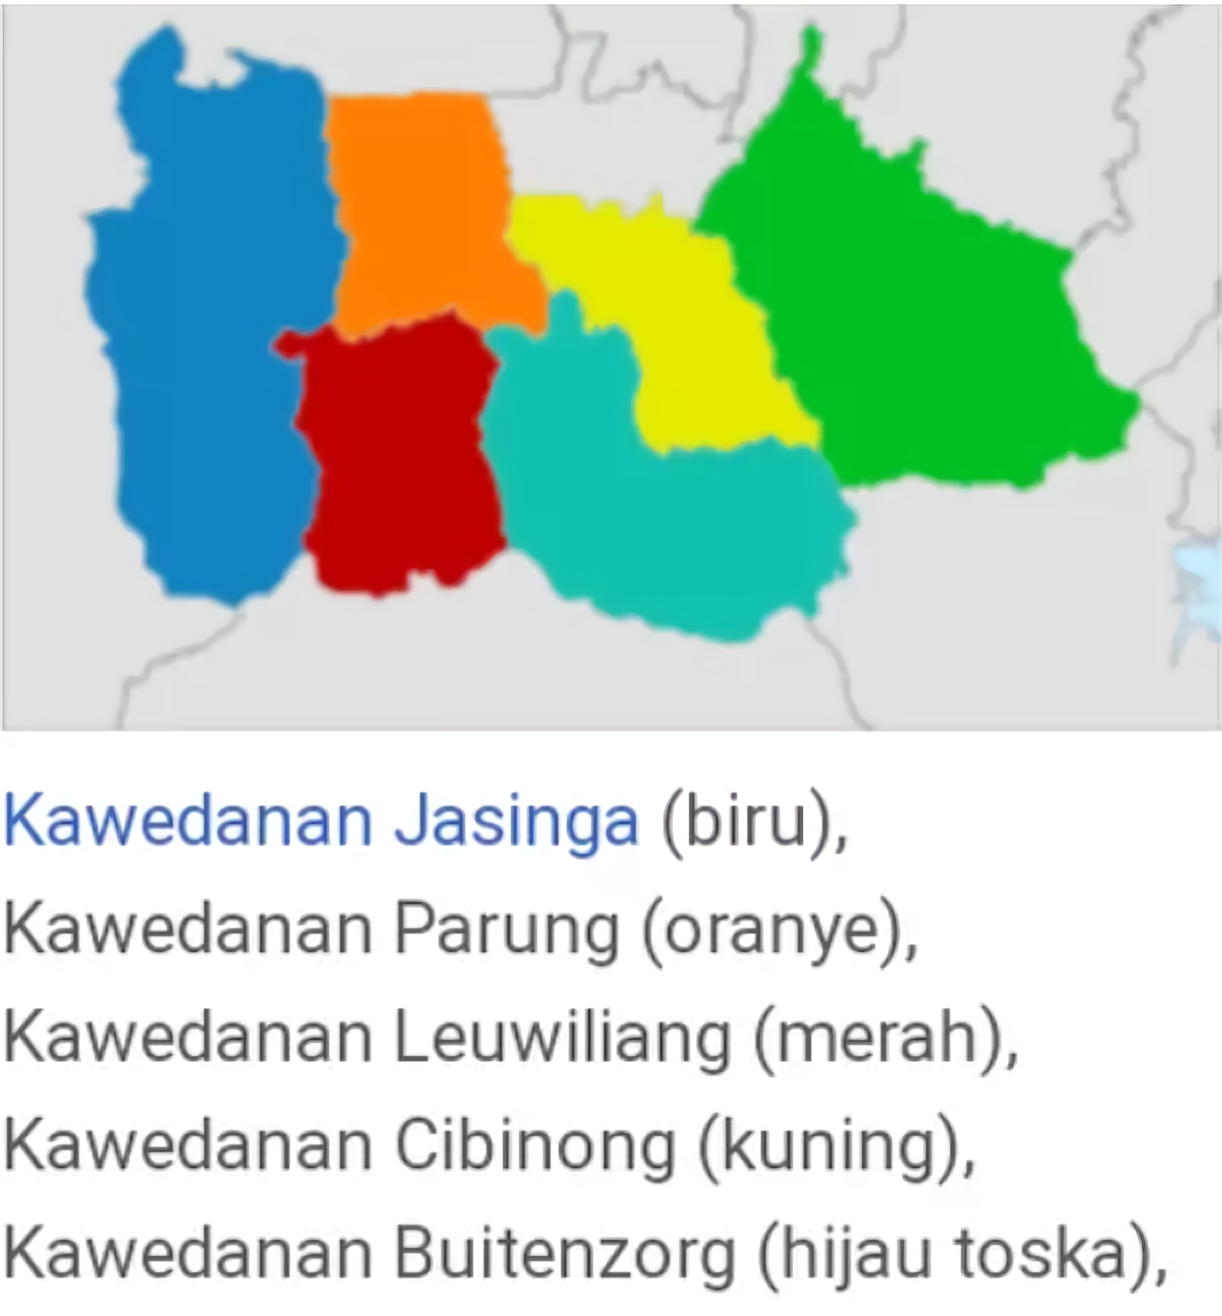 Kawedanan Jasinga (biru),
Kawedanan Parung (oranye),
Kawedanan Leuwiliang (merah),
Kawedanan Cibinong (kuning),
Kawedanan Buitenzorg (hijau toska),